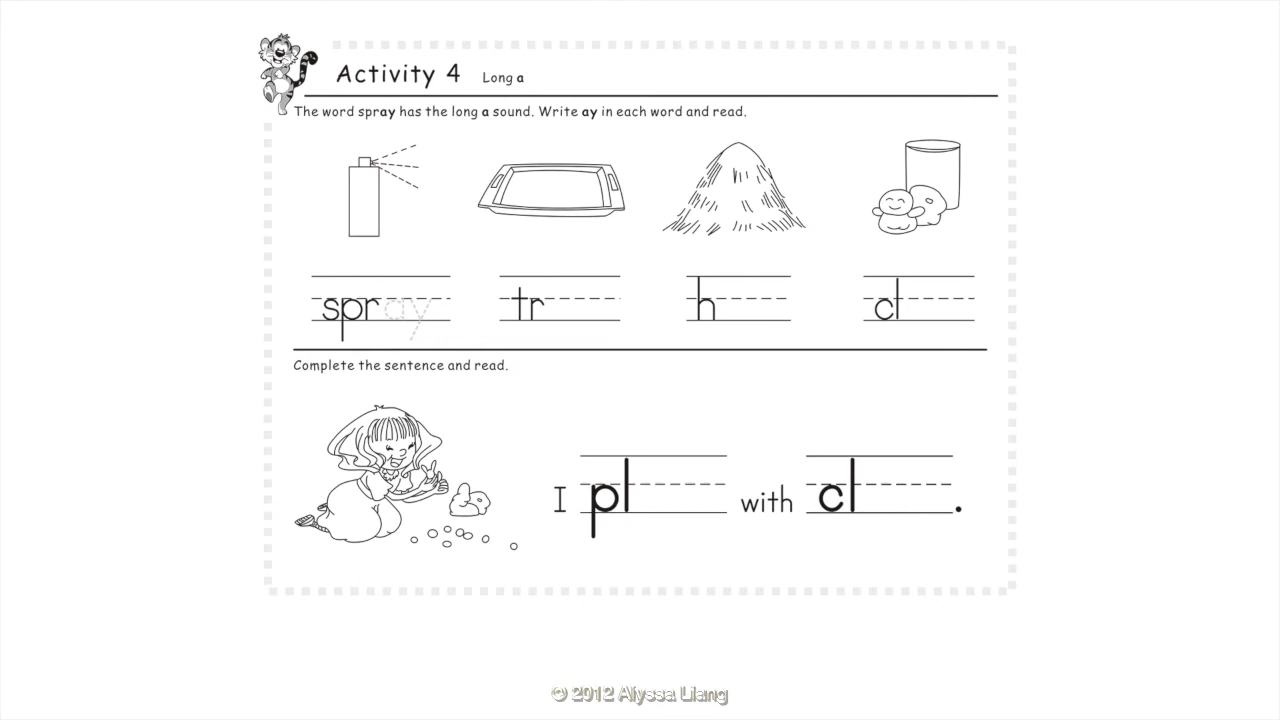 Activity 4 Long a
The word spray has the long a sound. Write ay in each word and read.
spray tr h cl
Complete the sentence and read.
I pl with cl .
© 2012 Alyssa Liang